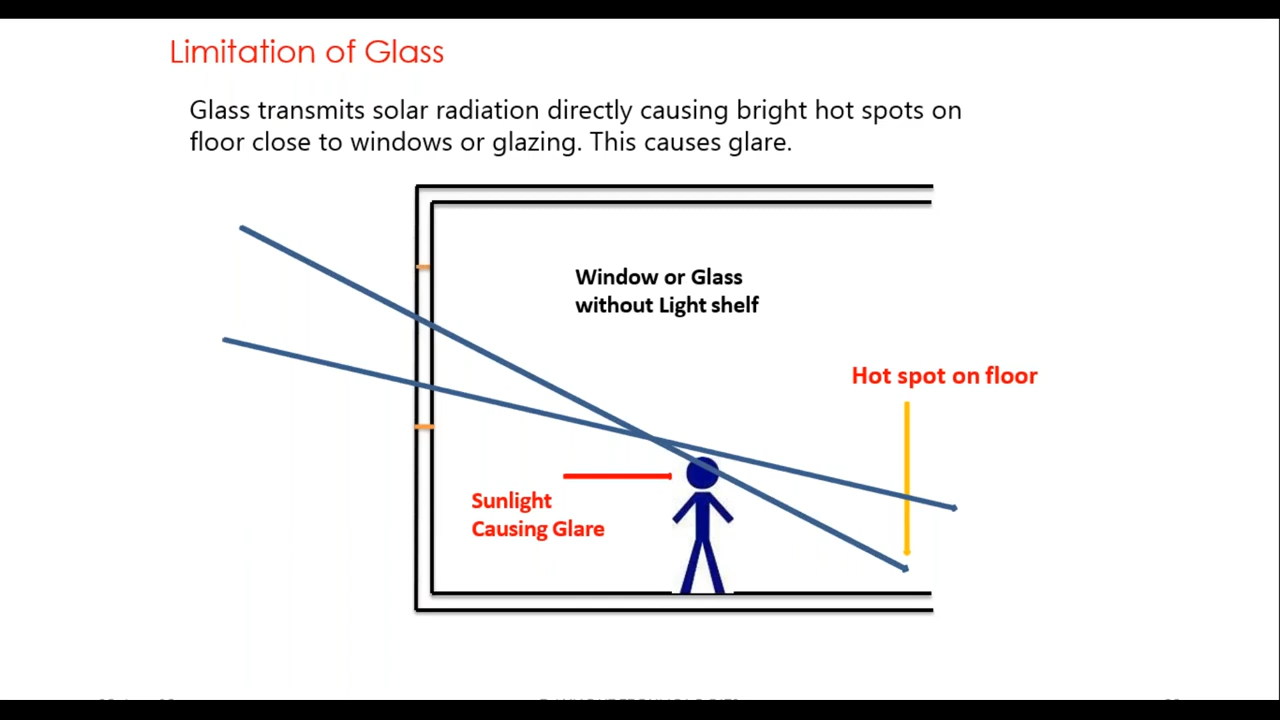 Limitation of Glass
Glass transmits solar radiation directly causing bright hot spots on
floor close to windows or glazing. This causes glare.
Window or Glass
without Light shelf
Hot spot on floor
Sunlight
Causing Glare